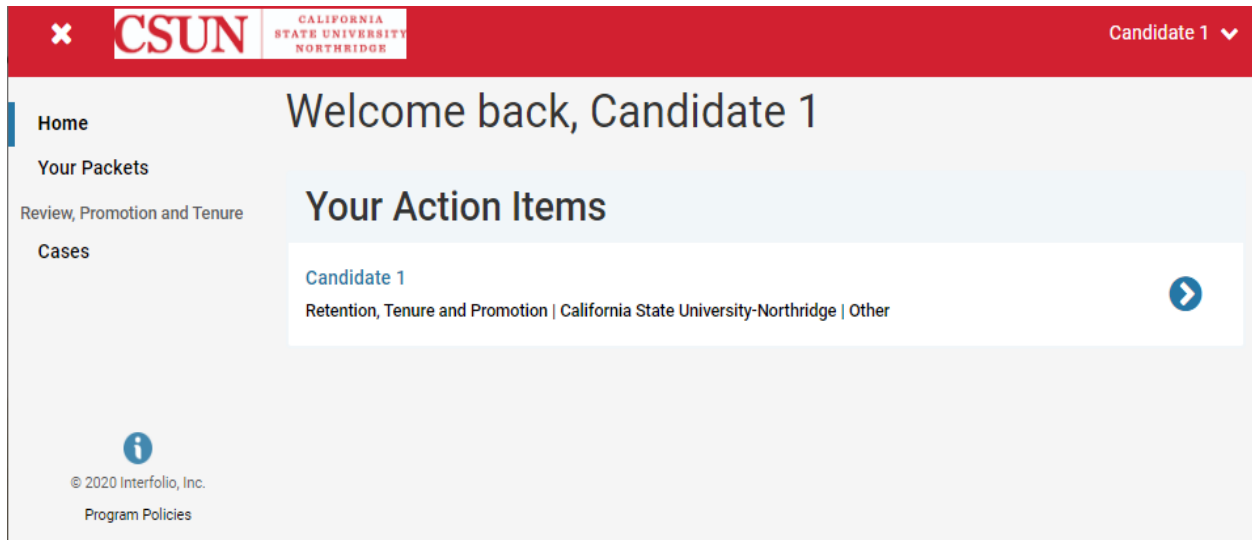 CSUN
CALIFORNIA
STATE UNIVERSITY
NORTHRIDGE
Candidate 1
Home
Your Packets
Review, Promotion and Tenure
Cases
Welcome back, Candidate 1
Your Action Items
Candidate 1
Retention, Tenure and Promotion | California State University-Northridge | Other
© 2020 Interfolio, Inc.
Program Policies